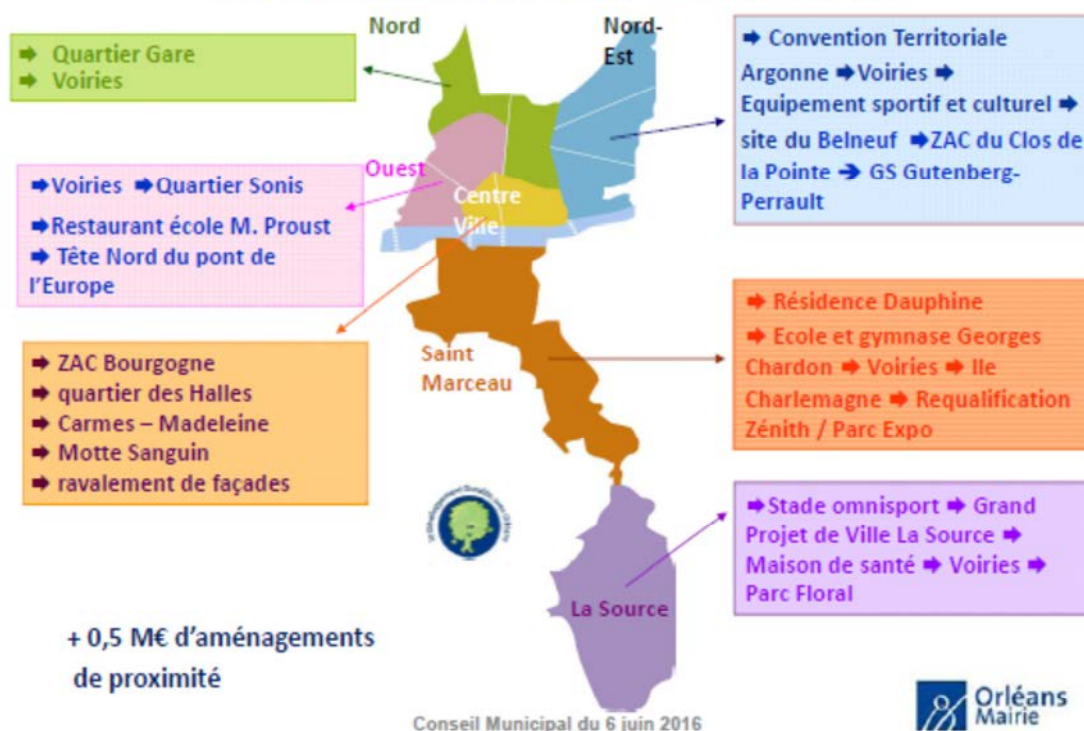 Nord
Nord-
Est
➡ Quartier Gare
➡ Voiries
➡ Convention Territoriale
Argonne ➡Voiries ➡
Equipement sportif et culturel ➡
site du Belneuf ➡ZAC du Clos de
la Pointe ➔ GS Gutenberg-
Perrault
Ouest
➡Voiries ➡Quartier Sonis
➡Restaurant école M. Proust
➡ Tête Nord du pont de
l'Europe
Centre
Ville
➡ ZAC Bourgogne
➡ quartier des Halles
➡ Carmes – Madeleine
➡ Motte Sanguin
➡ ravalement de façades
Saint
Marceau
➡ Résidence Dauphine
➡ Ecole et gymnase Georges
Chardon ➡ Voiries ➡ Ile
Charlemagne ➡ Requalification
Zénith / Parc Expo
➡Stade omnisport ➡ Grand
Projet de Ville La Source ➡
Maison de santé ➡ Voiries ➡
Parc Floral
La Source
+ 0,5 M€ d'aménagements
de proximité
Conseil Municipal du 6 juin 2016
Orléans
Mairie